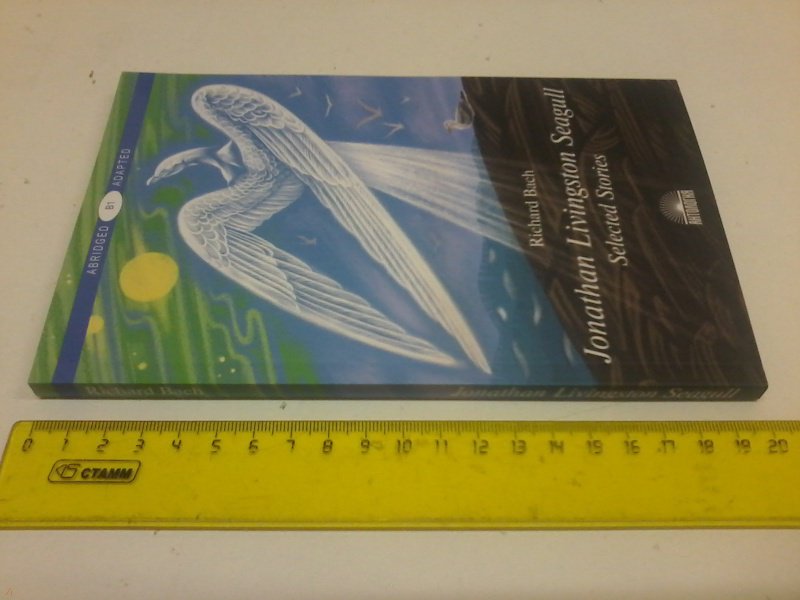 ABRIDGED B1 ADAPTED
Richard Bach
Jonathan Livingston Seagull
Selected Stories
АНТОЛОГИЯ
Richard Bach Jonathan Livingston Seagull
0 1 2 3 4 5 6 7 8 9 10 11 12 13 14 15 16 17 18 19 20
СТАММ